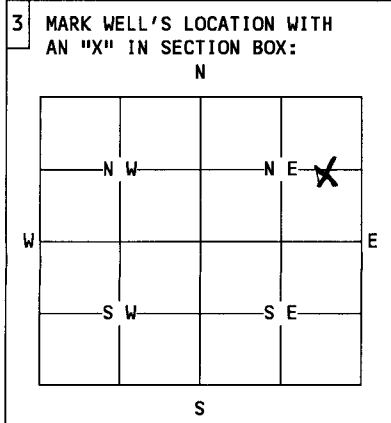 3 MARK WELL'S LOCATION WITH
AN "X" IN SECTION BOX:
N
N W N E X
W E
S W S E
S